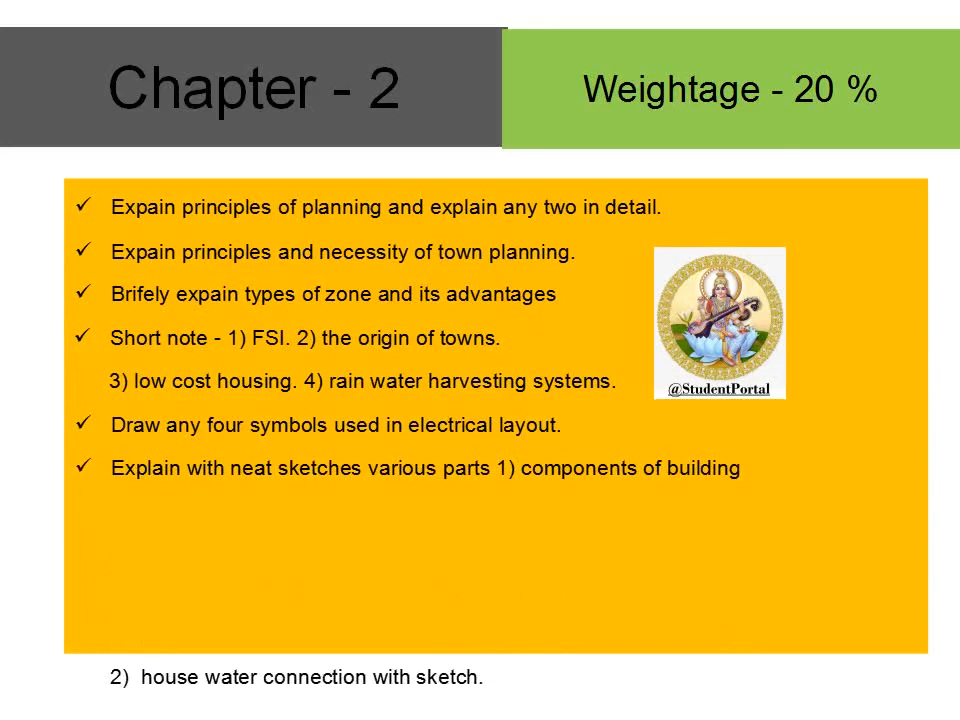 Chapter - 2
Weightage - 20 %
✓ Expain principles of planning and explain any two in detail.
✓ Expain principles and necessity of town planning.
✓ Brifely expain types of zone and its advantages
✓ Short note - 1) FSI. 2) the origin of towns.
3) low cost housing. 4) rain water harvesting systems.
@StudentPortal
✓ Draw any four symbols used in electrical layout.
✓ Explain with neat sketches various parts 1) components of building
2) house water connection with sketch.